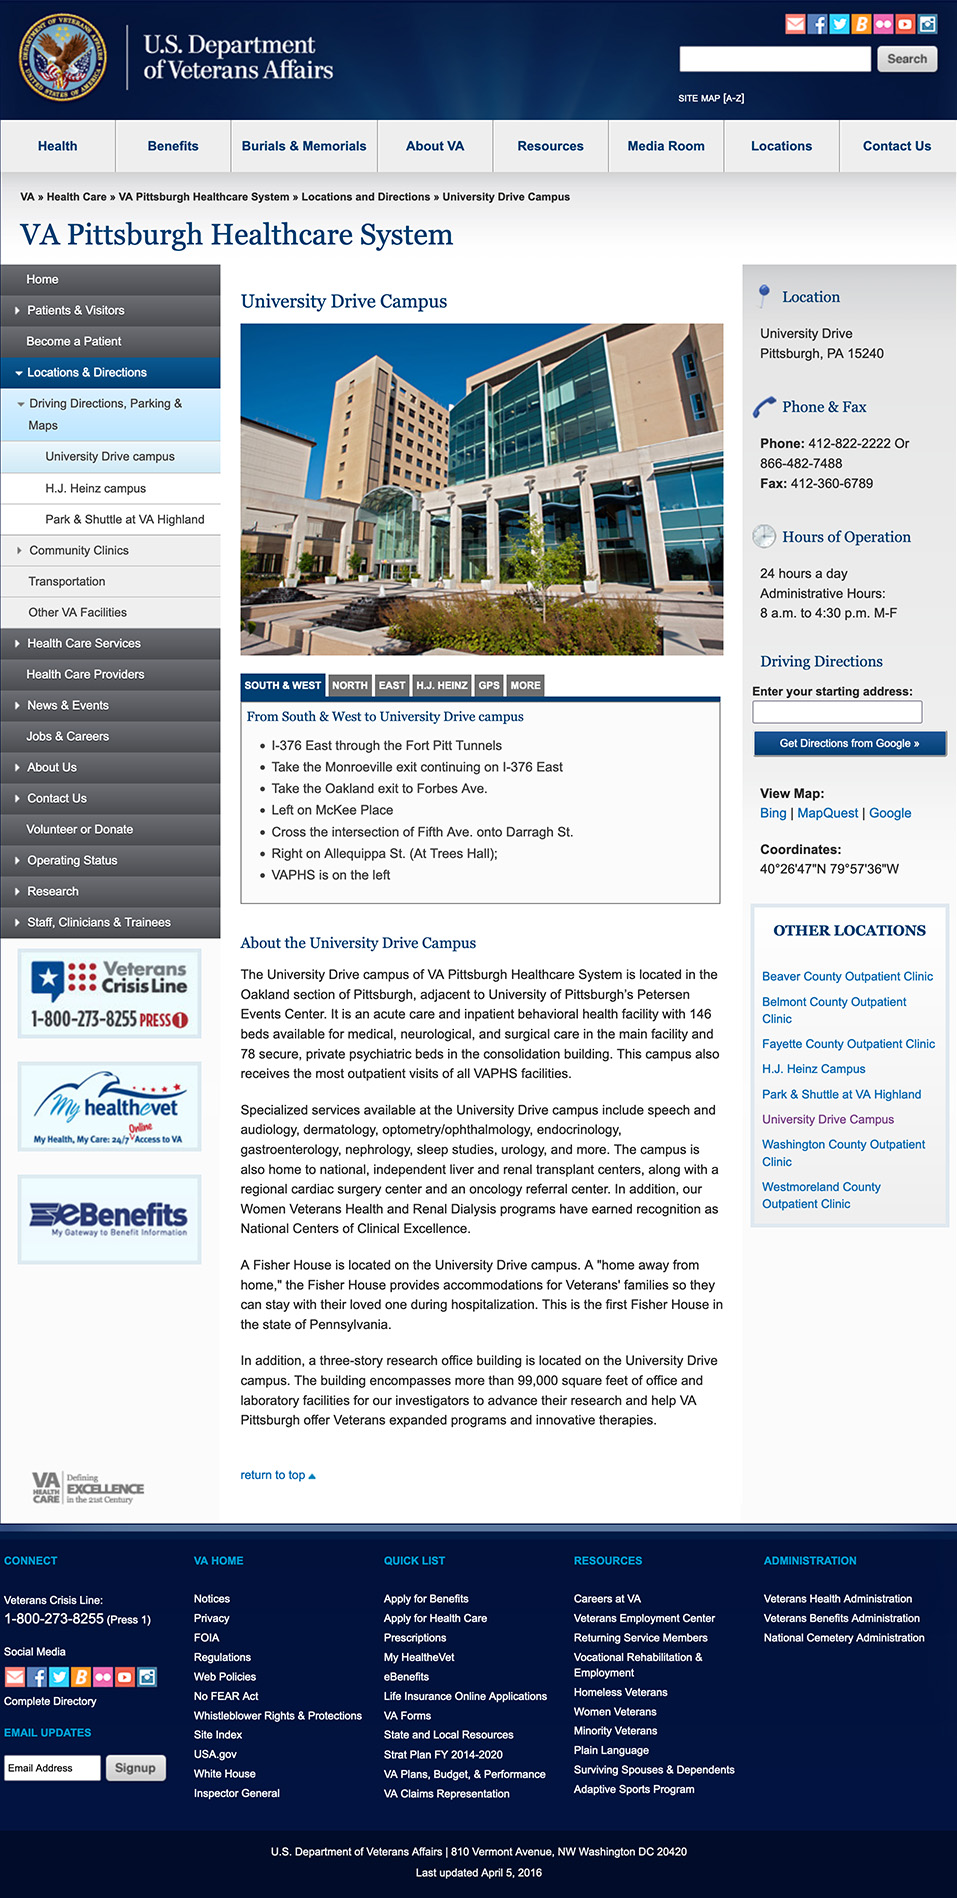 U.S. Department
of Veterans Affairs
Search
SITE MAP [A-Z]
Health
Benefits
Burials & Memorials
About VA
Resources
Media Room
Locations
Contact Us
VA » Health Care » VA Pittsburgh Healthcare System » Locations and Directions » University Drive Campus
VA Pittsburgh Healthcare System
Home
Patients & Visitors
Become a Patient
Locations & Directions
Driving Directions, Parking &
Maps
University Drive campus
H.J. Heinz campus
Park & Shuttle at VA Highland
Community Clinics
Transportation
Other VA Facilities
Health Care Services
Health Care Providers
News & Events
Jobs & Careers
About Us
Contact Us
Volunteer or Donate
Operating Status
Research
Staff, Clinicians & Trainees
Veterans
Crisis Line
1-800-273-8255 PRESS 1
My healthevet
My Health, My Care: 24/7 Online Access to VA
eBenefits
My Gateway to Benefit Information
VA
HEALTH
CARE
Defining
EXCELLENCE
in the 21st Century
University Drive Campus
SOUTH & WEST
NORTH
EAST
H.J. HEINZ
GPS
MORE
From South & West to University Drive campus
• I-376 East through the Fort Pitt Tunnels
• Take the Monroeville exit continuing on I-376 East
• Take the Oakland exit to Forbes Ave.
• Left on McKee Place
• Cross the intersection of Fifth Ave. onto Darragh St.
• Right on Allequippa St. (At Trees Hall);
• VAPHS is on the left
About the University Drive Campus
The University Drive campus of VA Pittsburgh Healthcare System is located in the
Oakland section of Pittsburgh, adjacent to University of Pittsburgh's Petersen
Events Center. It is an acute care and inpatient behavioral health facility with 146
beds available for medical, neurological, and surgical care in the main facility and
78 secure, private psychiatric beds in the consolidation building. This campus also
receives the most outpatient visits of all VAPHS facilities.
Specialized services available at the University Drive campus include speech and
audiology, dermatology, optometry/ophthalmology, endocrinology,
gastroenterology, nephrology, sleep studies, urology, and more. The campus is
also home to national, independent liver and renal transplant centers, along with a
regional cardiac surgery center and an oncology referral center. In addition, our
Women Veterans Health and Renal Dialysis programs have earned recognition as
National Centers of Clinical Excellence.
A Fisher House is located on the University Drive campus. A "home away from
home," the Fisher House provides accommodations for Veterans' families so they
can stay with their loved one during hospitalization. This is the first Fisher House in
the state of Pennsylvania.
In addition, a three-story research office building is located on the University Drive
campus. The building encompasses more than 99,000 square feet of office and
laboratory facilities for our investigators to advance their research and help VA
Pittsburgh offer Veterans expanded programs and innovative therapies.
return to top
Location
University Drive
Pittsburgh, PA 15240
Phone & Fax
Phone: 412-822-2222 Or
866-482-7488
Fax: 412-360-6789
Hours of Operation
24 hours a day
Administrative Hours:
8 a.m. to 4:30 p.m. M-F
Driving Directions
Enter your starting address:
Get Directions from Google »
View Map:
Bing | MapQuest | Google
Coordinates:
40°26'47"N 79°57'36"W
OTHER LOCATIONS
Beaver County Outpatient Clinic
Belmont County Outpatient
Clinic
Fayette County Outpatient Clinic
H.J. Heinz Campus
Park & Shuttle at VA Highland
University Drive Campus
Washington County Outpatient
Clinic
Westmoreland County
Outpatient Clinic
CONNECT
Veterans Crisis Line:
1-800-273-8255 (Press 1)
Social Media
Complete Directory
EMAIL UPDATES
Email Address
Signup
VA HOME
Notices
Privacy
FOIA
Regulations
Web Policies
No FEAR Act
Whistleblower Rights & Protections
Site Index
USA.gov
White House
Inspector General
QUICK LIST
Apply for Benefits
Apply for Health Care
Prescriptions
My HealtheVet
eBenefits
Life Insurance Online Applications
VA Forms
State and Local Resources
Strat Plan FY 2014-2020
VA Plans, Budget, & Performance
VA Claims Representation
RESOURCES
Careers at VA
Veterans Employment Center
Returning Service Members
Vocational Rehabilitation &
Employment
Homeless Veterans
Women Veterans
Minority Veterans
Plain Language
Surviving Spouses & Dependents
Adaptive Sports Program
ADMINISTRATION
Veterans Health Administration
Veterans Benefits Administration
National Cemetery Administration
U.S. Department of Veterans Affairs | 810 Vermont Avenue, NW Washington DC 20420
Last updated April 5, 2016